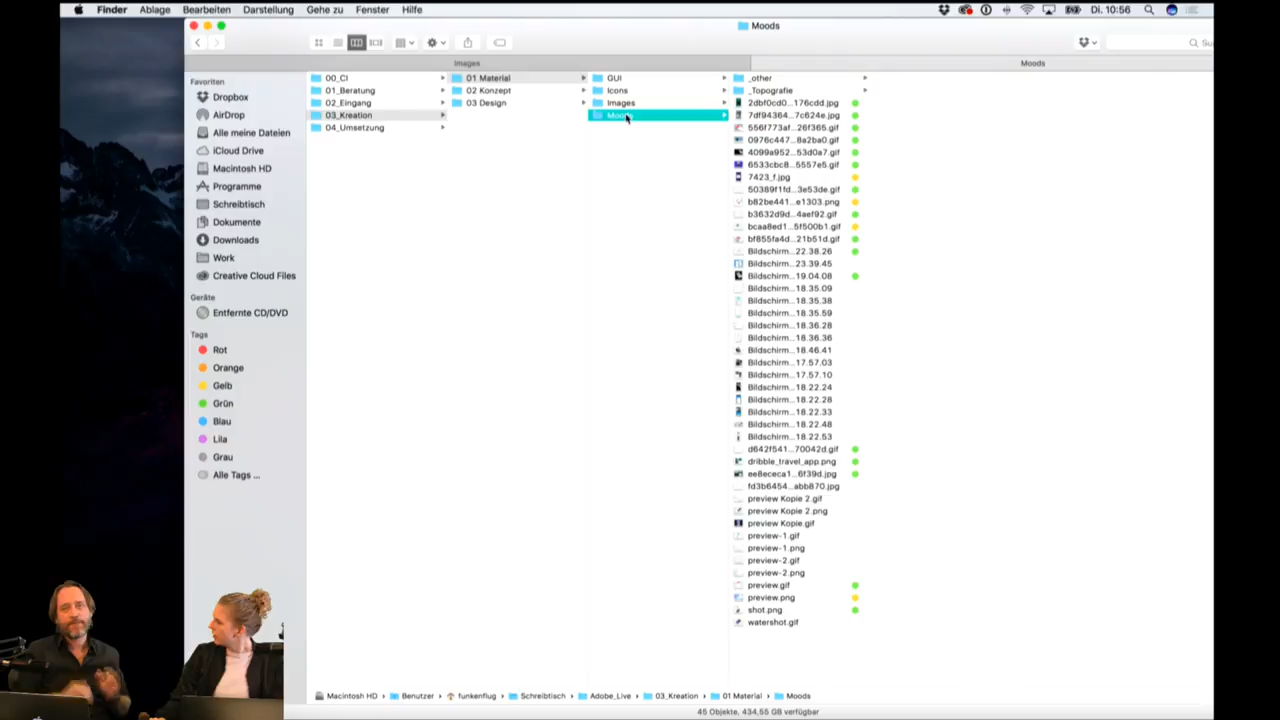 Finder Ablage Bearbeiten Darstellung Gehe zu Fenster Hilfe Di. 10:56
Moods
Images Moods
Favoriten
Dropbox
AirDrop
Alle meine Dateien
iCloud Drive
Macintosh HD
Programme
Schreibtisch
Dokumente
Downloads
Work
Creative Cloud Files
Geräte
Entfernte CD/DVD
Tags
Rot
Orange
Gelb
Grün
Blau
Lila
Grau
Alle Tags ...
00_CI
01_Beratung
02_Eingang
03_Kreation
04_Umsetzung
01 Material
02 Konzept
03 Design
GUI
Icons
Images
Moods
_other
_Topografie
2dbf0cd0...176cdd.jpg
7df94364...7c624e.jpg
556f773af...26f365.gif
0976c447...8a2ba0.gif
4099a952...53d0a7.gif
6533cbc8...5557e5.gif
7423_f.jpg
50389f1fd...3e53de.gif
b82be441...e1303.png
b3632d9d...4aef92.gif
bcaa8ed1...5f500b1.gif
bf855fa4d...21b51d.gif
Bildschirm...22.38.26
Bildschirm...23.39.45
Bildschirm...19.04.08
Bildschirm...18.35.09
Bildschirm...18.35.38
Bildschirm...18.35.59
Bildschirm...18.36.28
Bildschirm...18.36.36
Bildschirm...18.46.41
Bildschirm...17.57.03
Bildschirm...17.57.10
Bildschirm...18.22.24
Bildschirm...18.22.28
Bildschirm...18.22.33
Bildschirm...18.22.48
Bildschirm...18.22.53
d642f541...70042d.gif
dribble_travel_app.png
ee8ececa1...6f39d.jpg
fd3b6454...abb870.jpg
preview Kopie 2.gif
preview Kopie 2.png
preview Kopie.gif
preview-1.gif
preview-1.png
preview-2.gif
preview-2.png
preview.gif
preview.png
shot.png
watershot.gif
Macintosh HD Benutzer funkenflug Schreibtisch Adobe_Live 03_Kreation 01 Material Moods
45 Objekte, 434,55 GB verfügbar